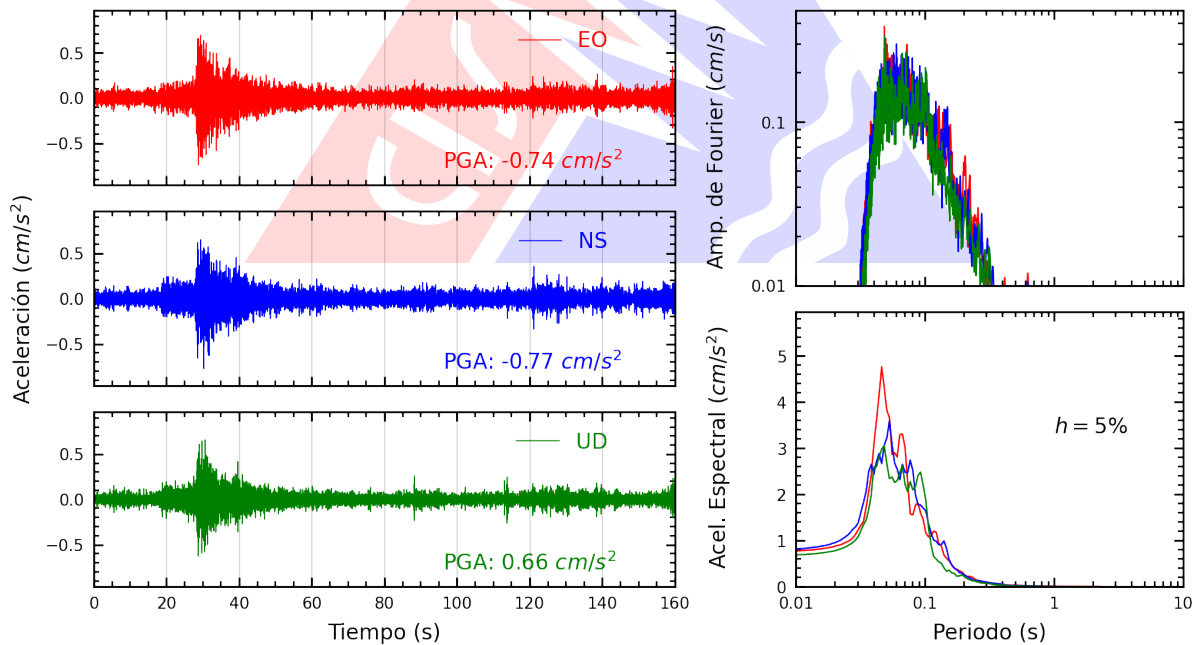 Aceleración (cm/s²)
0.5
0.0
−0.5
EO
PGA: -0.74 cm/s²
0.5
0.0
−0.5
NS
PGA: -0.77 cm/s²
0.5
0.0
−0.5
UD
PGA: 0.66 cm/s²
0 20 40 60 80 100 120 140 160
Tiempo (s)
Amp. de Fourier (cm/s)
0.1
0.01
Acel. Espectral (cm/s²)
5
4
3
2
1
0
h = 5%
0.01 0.1 1 10
Periodo (s)